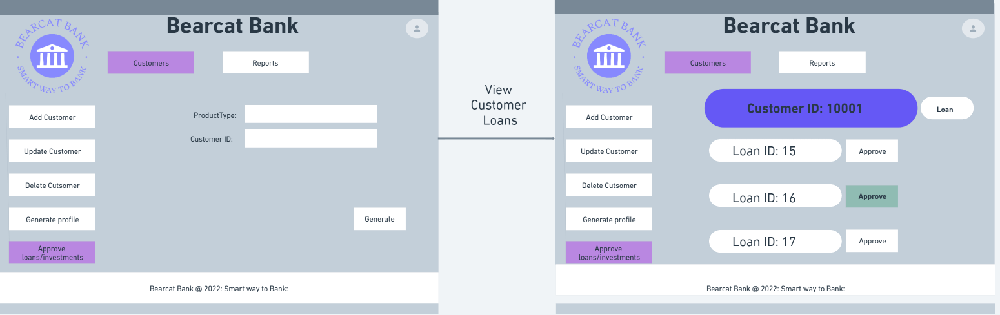 Bearcat Bank
BEARCAT BANK
SMART WAY TO BANK
Customers
Reports
Add Customer
Update Customer
Delete Cutsomer
Generate profile
Approve
loans/investments
ProductType:
Customer ID:
Generate
Bearcat Bank @ 2022: Smart way to Bank:
View
Customer
Loans
Bearcat Bank
BEARCAT BANK
SMART WAY TO BANK
Customers
Reports
Add Customer
Update Customer
Delete Cutsomer
Generate profile
Approve
loans/investments
Customer ID: 10001
Loan
Loan ID: 15
Approve
Loan ID: 16
Approve
Loan ID: 17
Approve
Bearcat Bank @ 2022: Smart way to Bank: